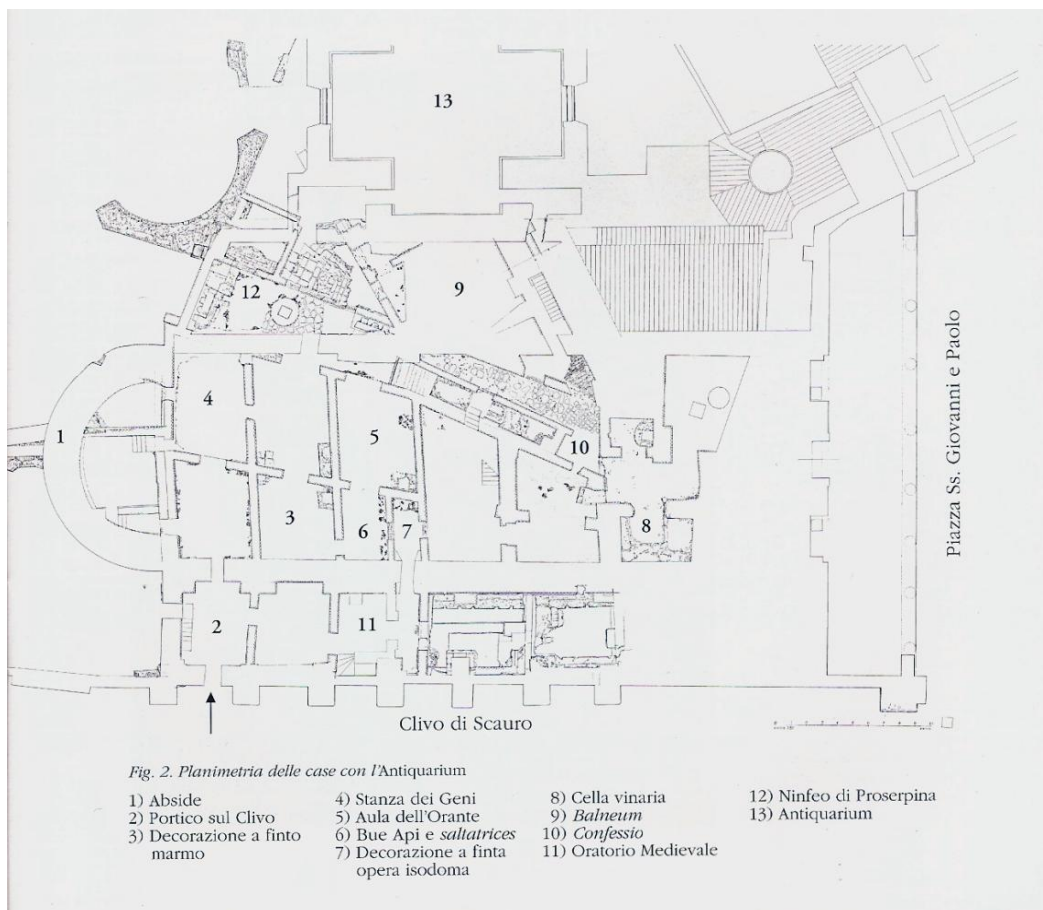 13
12
9
4
1
5
10
3
6
7
8
2
11
Piazza Ss. Giovanni e Paolo
Clivo di Scauro
Fig. 2. Planimetria delle case con l'Antiquarium
1) Abside
2) Portico sul Clivo
3) Decorazione a finto
marmo
4) Stanza dei Geni
5) Aula dell'Orante
6) Bue Api e saltatrices
7) Decorazione a finta
opera isodoma
8) Cella vinaria
9) Balneum
10) Confessio
11) Oratorio Medievale
12) Ninfeo di Proserpina
13) Antiquarium